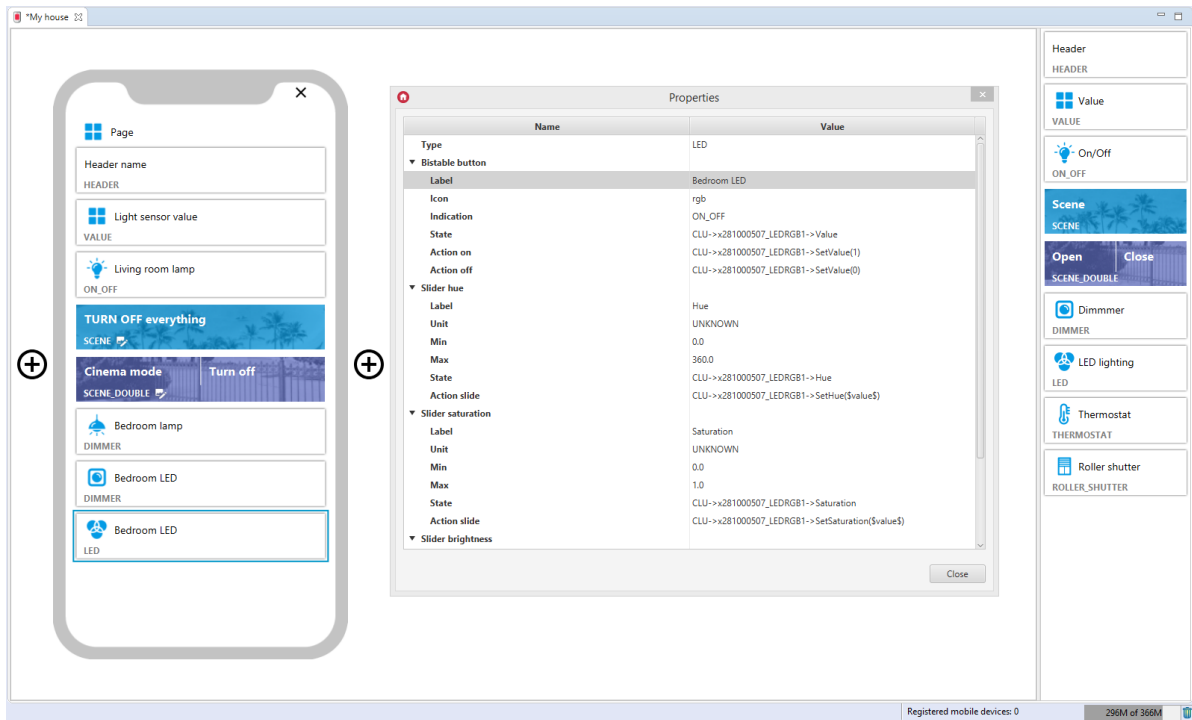 *My house
Page
Header name
HEADER
Light sensor value
VALUE
Living room lamp
ON_OFF
TURN OFF everything
SCENE
Cinema mode Turn off
SCENE_DOUBLE
Bedroom lamp
DIMMER
Bedroom LED
DIMMER
Bedroom LED
LED
Properties
Name Value
Type LED
Bistable button
Label Bedroom LED
Icon rgb
Indication ON_OFF
State CLU->x281000507_LEDRGB1->Value
Action on CLU->x281000507_LEDRGB1->SetValue(1)
Action off CLU->x281000507_LEDRGB1->SetValue(0)
Slider hue
Label Hue
Unit UNKNOWN
Min 0.0
Max 360.0
State CLU->x281000507_LEDRGB1->Hue
Action slide CLU->x281000507_LEDRGB1->SetHue($value$)
Slider saturation
Label Saturation
Unit UNKNOWN
Min 0.0
Max 1.0
State CLU->x281000507_LEDRGB1->Saturation
Action slide CLU->x281000507_LEDRGB1->SetSaturation($value$)
Slider brightness
Close
Header
HEADER
Value
VALUE
On/Off
ON_OFF
Scene
SCENE
Open Close
SCENE_DOUBLE
Dimmmer
DIMMER
LED lighting
LED
Thermostat
THERMOSTAT
Roller shutter
ROLLER_SHUTTER
Registered mobile devices: 0
296M of 366M